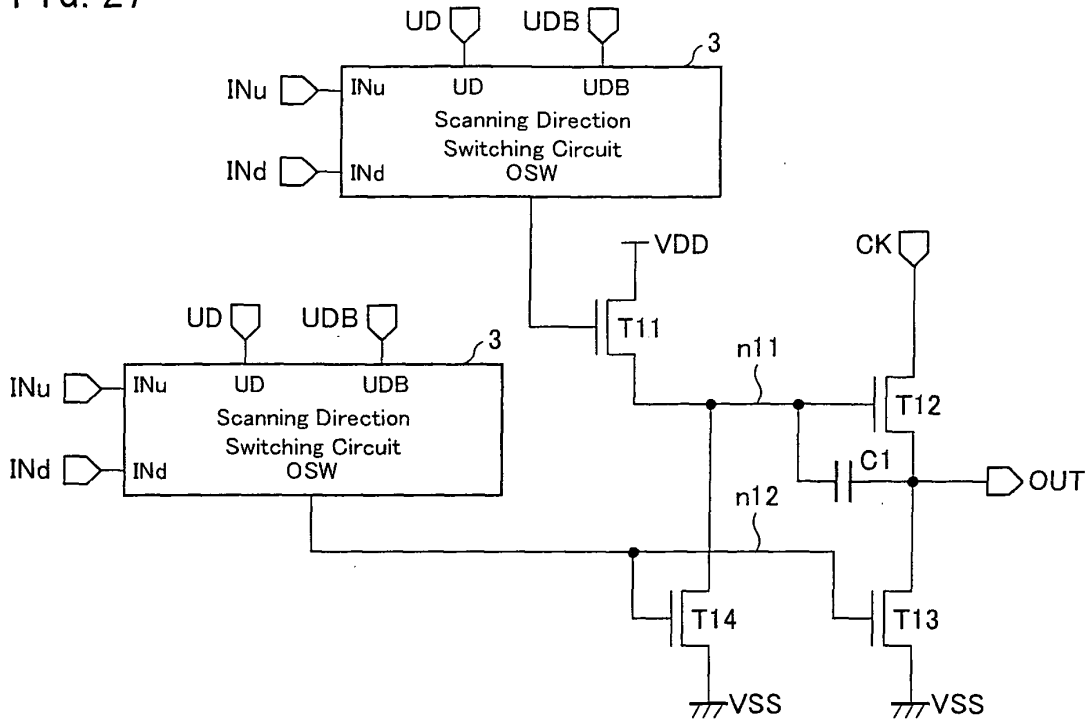 FIG. 27
UD UDB
3
INu INu UD UDB
Scanning Direction
Switching Circuit
INd INd OSW
VDD CK
UD UDB
T11
3
n11
INu INu UD UDB
T12
Scanning Direction
Switching Circuit
C1
INd INd OSW
OUT
n12
T14 T13
VSS VSS